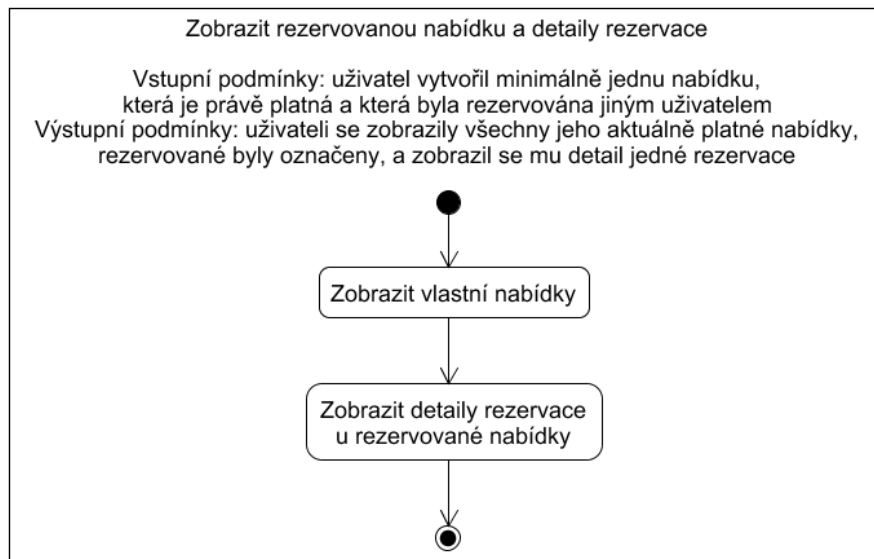 Zobrazit rezervovanou nabídku a detaily rezervace
Vstupní podmínky: uživatel vytvořil minimálně jednu nabídku,
která je právě platná a která byla rezervována jiným uživatelem
Výstupní podmínky: uživateli se zobrazily všechny jeho aktuálně platné nabídky,
rezervované byly označeny, a zobrazil se mu detail jedné rezervace
Zobrazit vlastní nabídky
Zobrazit detaily rezervace
u rezervované nabídky